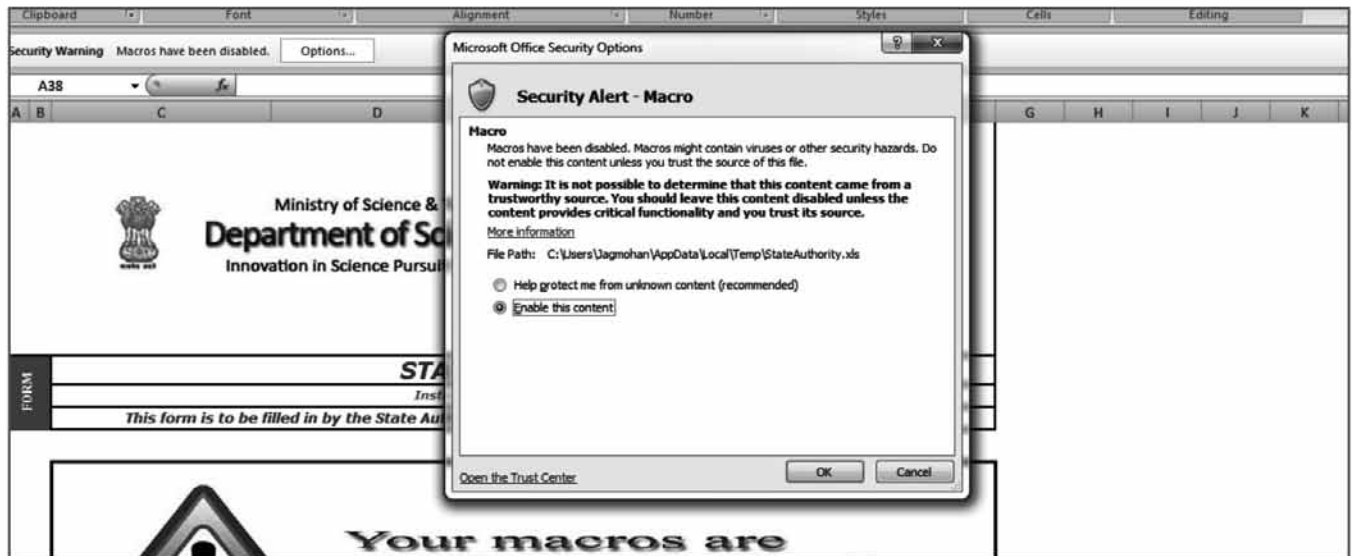 Clipboard Font Alignment Number Styles Cells Editing
Security Warning Macros have been disabled. Options...
A38 fx
A B C D G H I J K
Ministry of Science &
Department of Sc
Innovation in Science Pursui
सत्यमेव जयते
FORM
STA
Inst
This form is to be filled in by the State Aut
Your macros are
Microsoft Office Security Options
Security Alert - Macro
Macro
Macros have been disabled. Macros might contain viruses or other security hazards. Do
not enable this content unless you trust the source of this file.
Warning: It is not possible to determine that this content came from a
trustworthy source. You should leave this content disabled unless the
content provides critical functionality and you trust its source.
More information
File Path: C:\Users\Jagmohan\AppData\Local\Temp\StateAuthority.xls
Help protect me from unknown content (recommended)
Enable this content
Open the Trust Center
OK Cancel